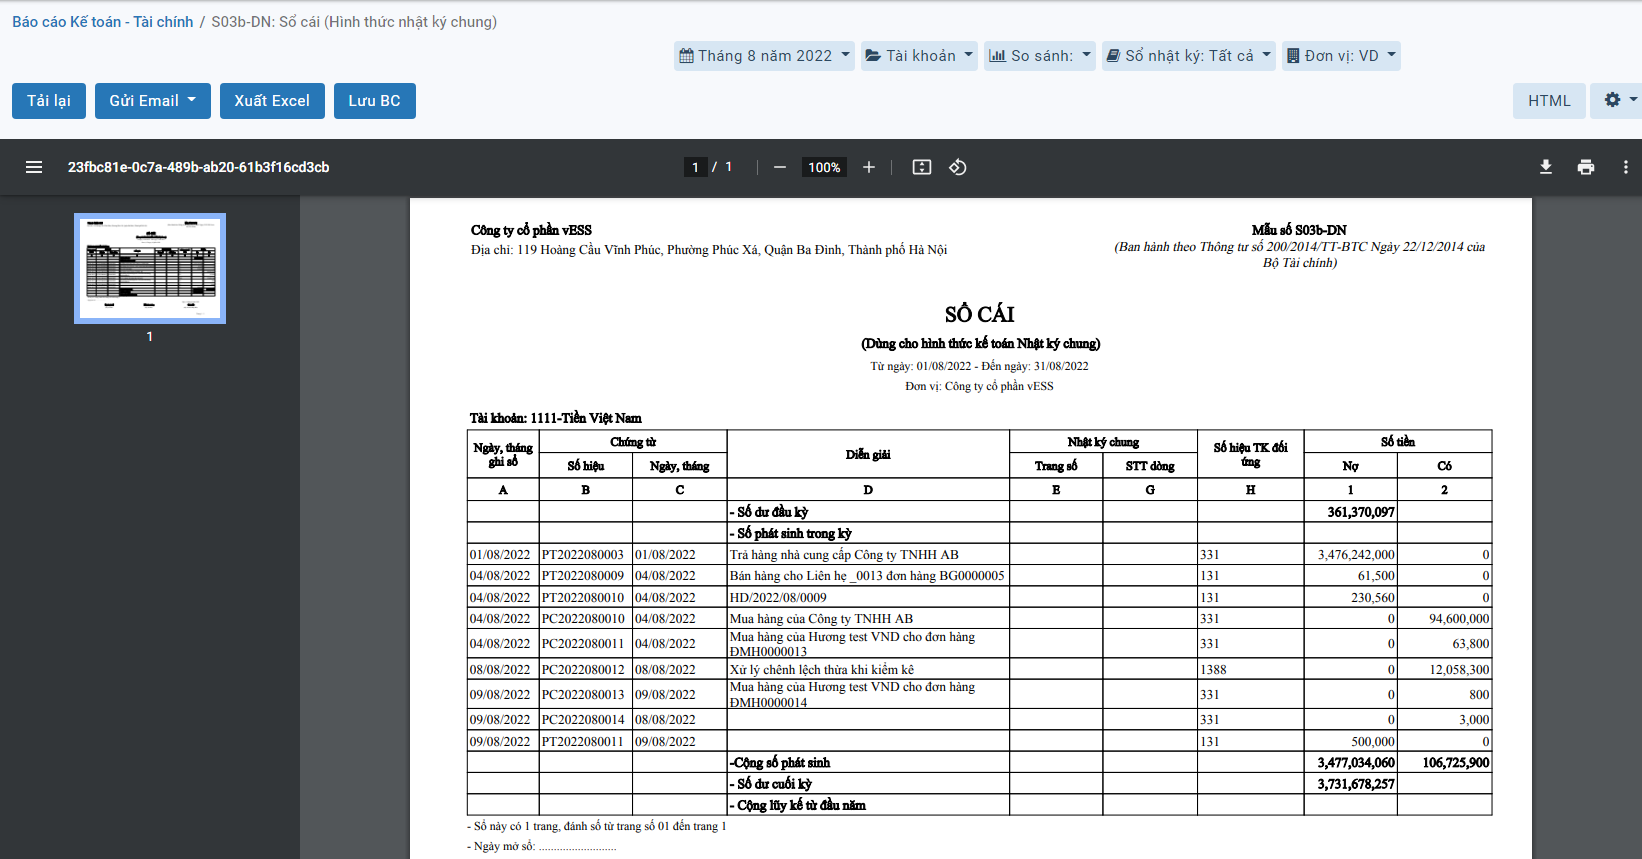 Báo cáo Kế toán - Tài chính / S03b-DN: Sổ cái (Hình thức nhật ký chung)
Tháng 8 năm 2022 Tài khoản So sánh: Sổ nhật ký: Tất cả Đơn vị: VD
Tải lại Gửi Email Xuất Excel Lưu BC HTML
23fbc81e-0c7a-489b-ab20-61b3f16cd3cb 1 / 1 100%
1
Công ty cổ phần vESS Mẫu số S03b-DN
Địa chỉ: 119 Hoàng Cầu Vĩnh Phúc, Phường Phúc Xá, Quận Ba Đình, Thành phố Hà Nội (Ban hành theo Thông tư số 200/2014/TT-BTC Ngày 22/12/2014 của
Bộ Tài chính)
SỔ CÁI
(Dùng cho hình thức kế toán Nhật ký chung)
Từ ngày: 01/08/2022 - Đến ngày: 31/08/2022
Đơn vị: Công ty cổ phần vESS
Tài khoản: 1111-Tiền Việt Nam
Ngày, tháng ghi sổ Chứng từ Diễn giải Nhật ký chung Số hiệu TK đối ứng Số tiền
Số hiệu Ngày, tháng Trang số STT dòng Nợ Có
A B C D E G H 1 2
- Số dư đầu kỳ 361,370,097
- Số phát sinh trong kỳ
01/08/2022 PT2022080003 01/08/2022 Trả hàng nhà cung cấp Công ty TNHH AB 331 3,476,242,000 0
04/08/2022 PT2022080009 04/08/2022 Bán hàng cho Liên hệ _0013 đơn hàng BG0000005 131 61,500 0
04/08/2022 PT2022080010 04/08/2022 HD/2022/08/0009 131 230,560 0
04/08/2022 PC2022080010 04/08/2022 Mua hàng của Công ty TNHH AB 331 0 94,600,000
04/08/2022 PC2022080011 04/08/2022 Mua hàng của Hương test VND cho đơn hàng ĐMH0000013 331 0 63,800
08/08/2022 PC2022080012 08/08/2022 Xử lý chênh lệch thừa khi kiểm kê 1388 0 12,058,300
09/08/2022 PC2022080013 09/08/2022 Mua hàng của Hương test VND cho đơn hàng ĐMH0000014 331 0 800
09/08/2022 PC2022080014 08/08/2022 331 0 3,000
09/08/2022 PT2022080011 09/08/2022 131 500,000 0
-Cộng số phát sinh 3,477,034,060 106,725,900
- Số dư cuối kỳ 3,731,678,257
- Cộng lũy kế từ đầu năm
- Sổ này có 1 trang, đánh số từ trang số 01 đến trang 1
- Ngày mở sổ: ..........................